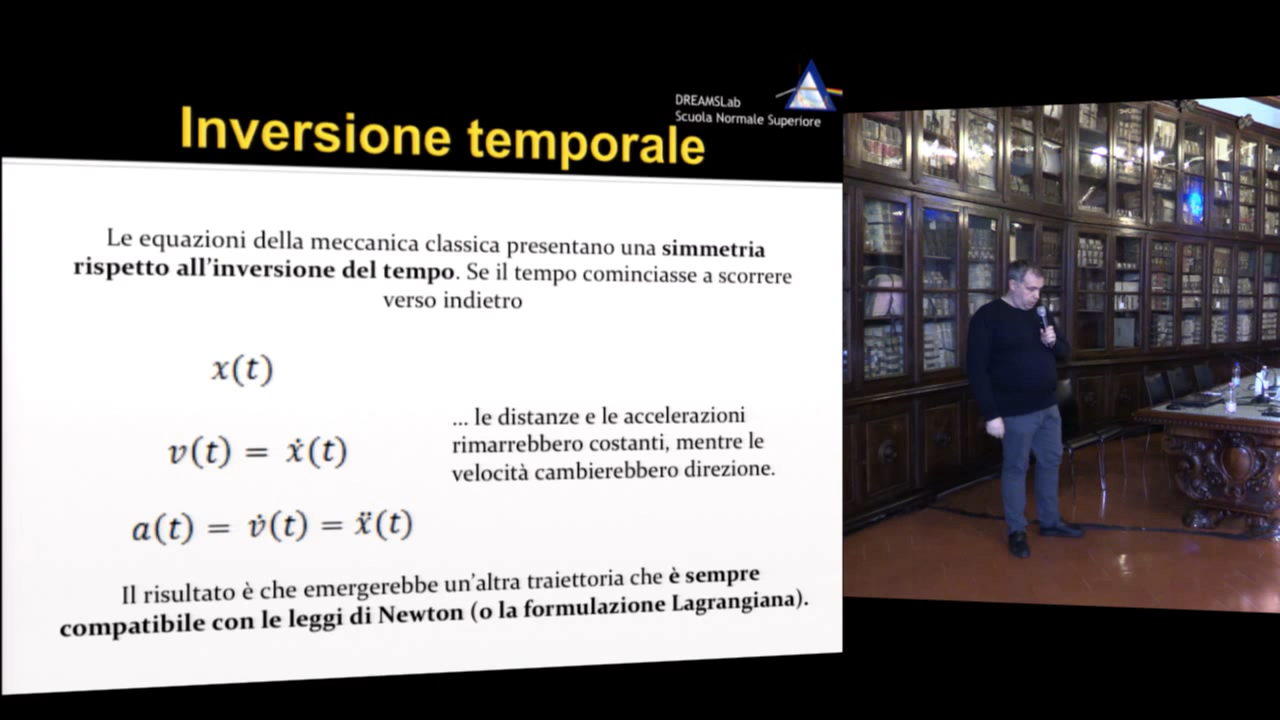 DREAMSLab
Scuola Normale Superiore
Inversione temporale
Le equazioni della meccanica classica presentano una simmetria
rispetto all'inversione del tempo. Se il tempo cominciasse a scorrere
verso indietro
x(t)
v(t) = ẋ(t)
a(t) = v̇(t) = ẍ(t)
... le distanze e le accelerazioni
rimarrebbero costanti, mentre le
velocità cambierebbero direzione.
Il risultato è che emergerebbe un'altra traiettoria che è sempre
compatibile con le leggi di Newton (o la formulazione Lagrangiana).